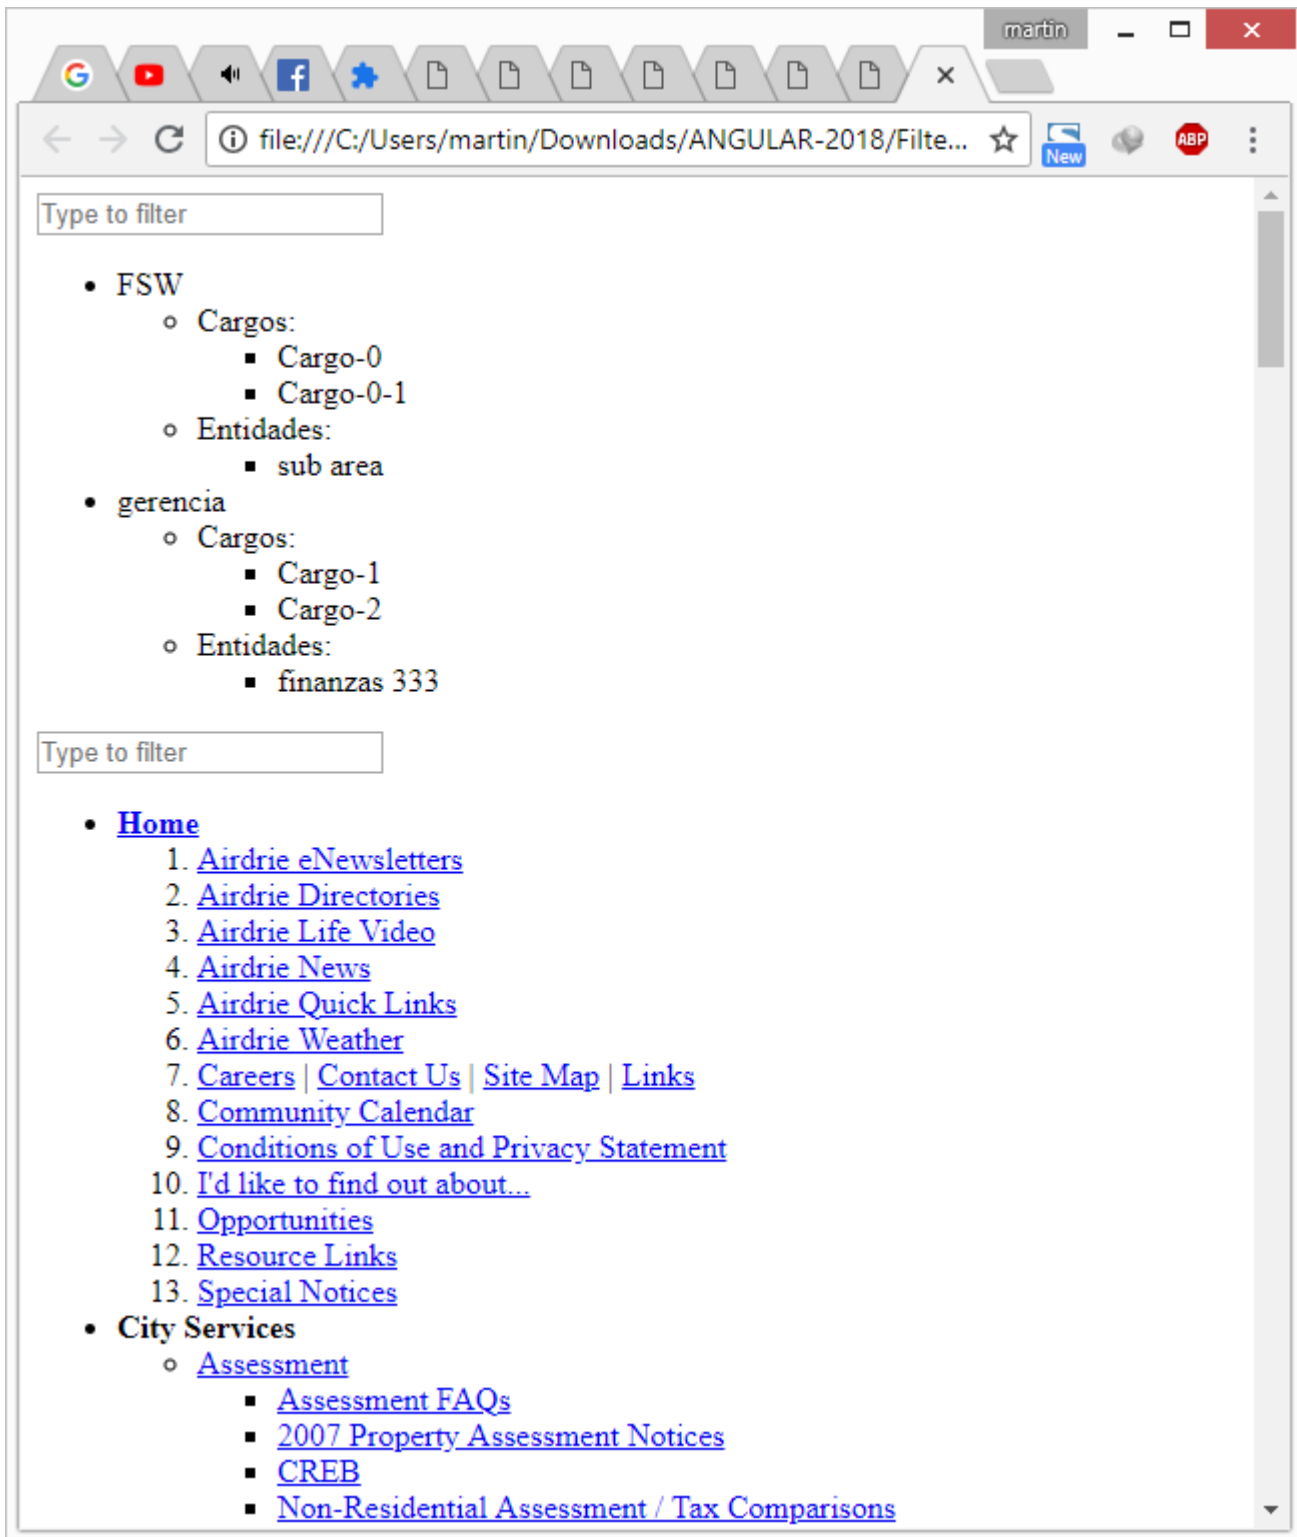 martin
file:///C:/Users/martin/Downloads/ANGULAR-2018/Filte...
New
ABP
Type to filter
FSW
Cargos:
Cargo-0
Cargo-0-1
Entidades:
sub area
gerencia
Cargos:
Cargo-1
Cargo-2
Entidades:
finanzas 333
Type to filter
Home
1. Airdrie eNewsletters
2. Airdrie Directories
3. Airdrie Life Video
4. Airdrie News
5. Airdrie Quick Links
6. Airdrie Weather
7. Careers | Contact Us | Site Map | Links
8. Community Calendar
9. Conditions of Use and Privacy Statement
10. I'd like to find out about...
11. Opportunities
12. Resource Links
13. Special Notices
City Services
Assessment
Assessment FAQs
2007 Property Assessment Notices
CREB
Non-Residential Assessment / Tax Comparisons